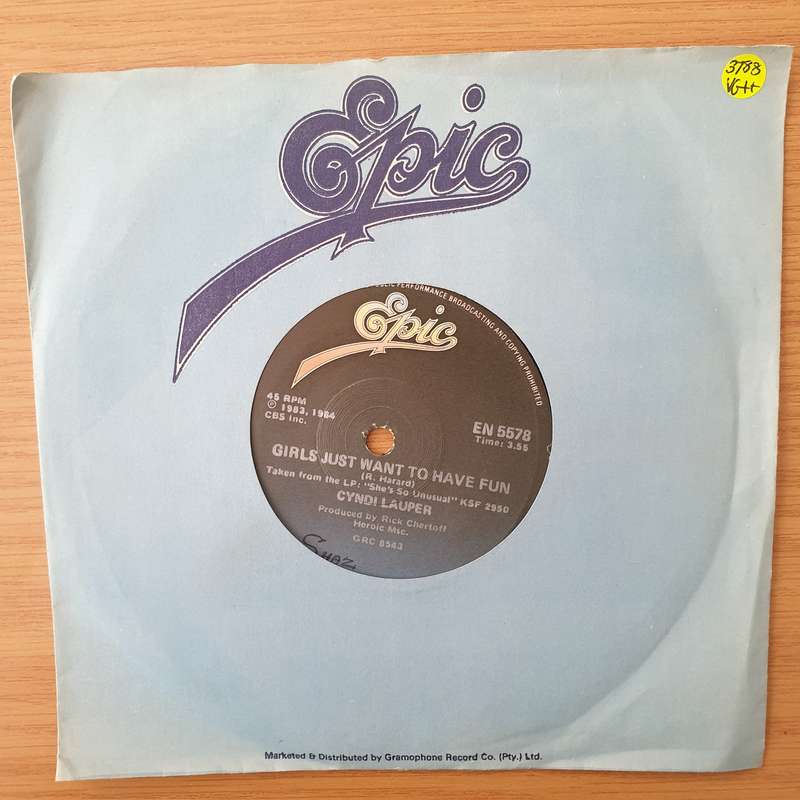 3788
VG++
Epic
PUBLIC PERFORMANCE BROADCASTING AND COPYING PROHIBITED
Epic
45 RPM
℗ 1983, 1984
CBS Inc.
EN 5578
Time: 3.55
GIRLS JUST WANT TO HAVE FUN
(R. Harard)
Taken from the LP: "She's So Unusual" KSF 2950
CYNDI LAUPER
Produced by Rick Chertoff
Heroic Msc.
GRC 8543
Marketed & Distributed by Gramophone Record Co. (Pty.) Ltd.